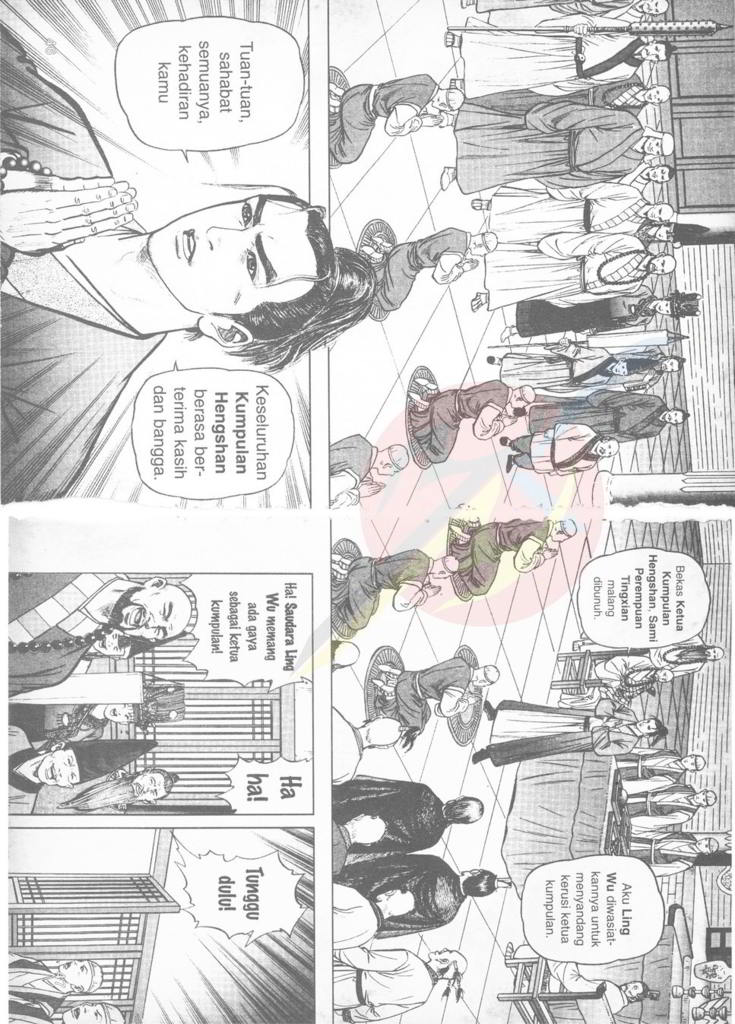 Bekas Ketua
Kumpulan
Hengshan, Sami
Perempuan
Tingxian
malang
dibunuh.
Aku Ling
Wu diwasiat-
kannya untuk
menyandang
kerusi ketua
kumpulan.
Tuan-tuan,
sahabat
semuanya,
kehadiran
kamu
Keseluruhan
Kumpulan
Hengshan
berasa ber-
terima kasih
dan bangga.
Ha! Saudara Ling
Wu memang
ada gaya
sebagai ketua
kumpulan!
Ha
ha!
Tunggu
dulu!